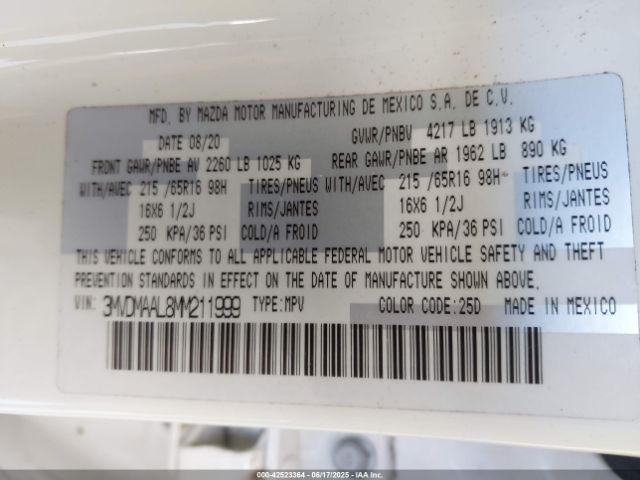 MFD. BY MAZDA MOTOR MANUFACTURING DE MEXICO S.A. DE C.V.
DATE 08/20 GVWR/PNBV 4217 LB 1913 KG
FRONT GAWR/PNBE AV 2260 LB 1025 KG REAR GAWR/PNBE AR 1962 LB 890 KG
WITH/AVEC 215 /65R16 98H TIRES/PNEUS WITH/AVEC 215 /65R16 98H TIRES/PNEUS
16X6 1/2J RIMS/JANTES 16X6 1/2J RIMS/JANTES
250 KPA/36 PSI COLD/A FROID 250 KPA/36 PSI COLD/A FROID
THIS VEHICLE CONFORMS TO ALL APPLICABLE FEDERAL MOTOR VEHICLE SAFETY AND THEFT
PREVENTION STANDARDS IN EFFECT ON THE DATE OF MANUFACTURE SHOWN ABOVE.
VIN: 3MVDMAAL8MM211999 TYPE:MPV COLOR CODE:25D MADE IN MEXICO
000-42523364 | 06/17/2025 | IAAI.COM